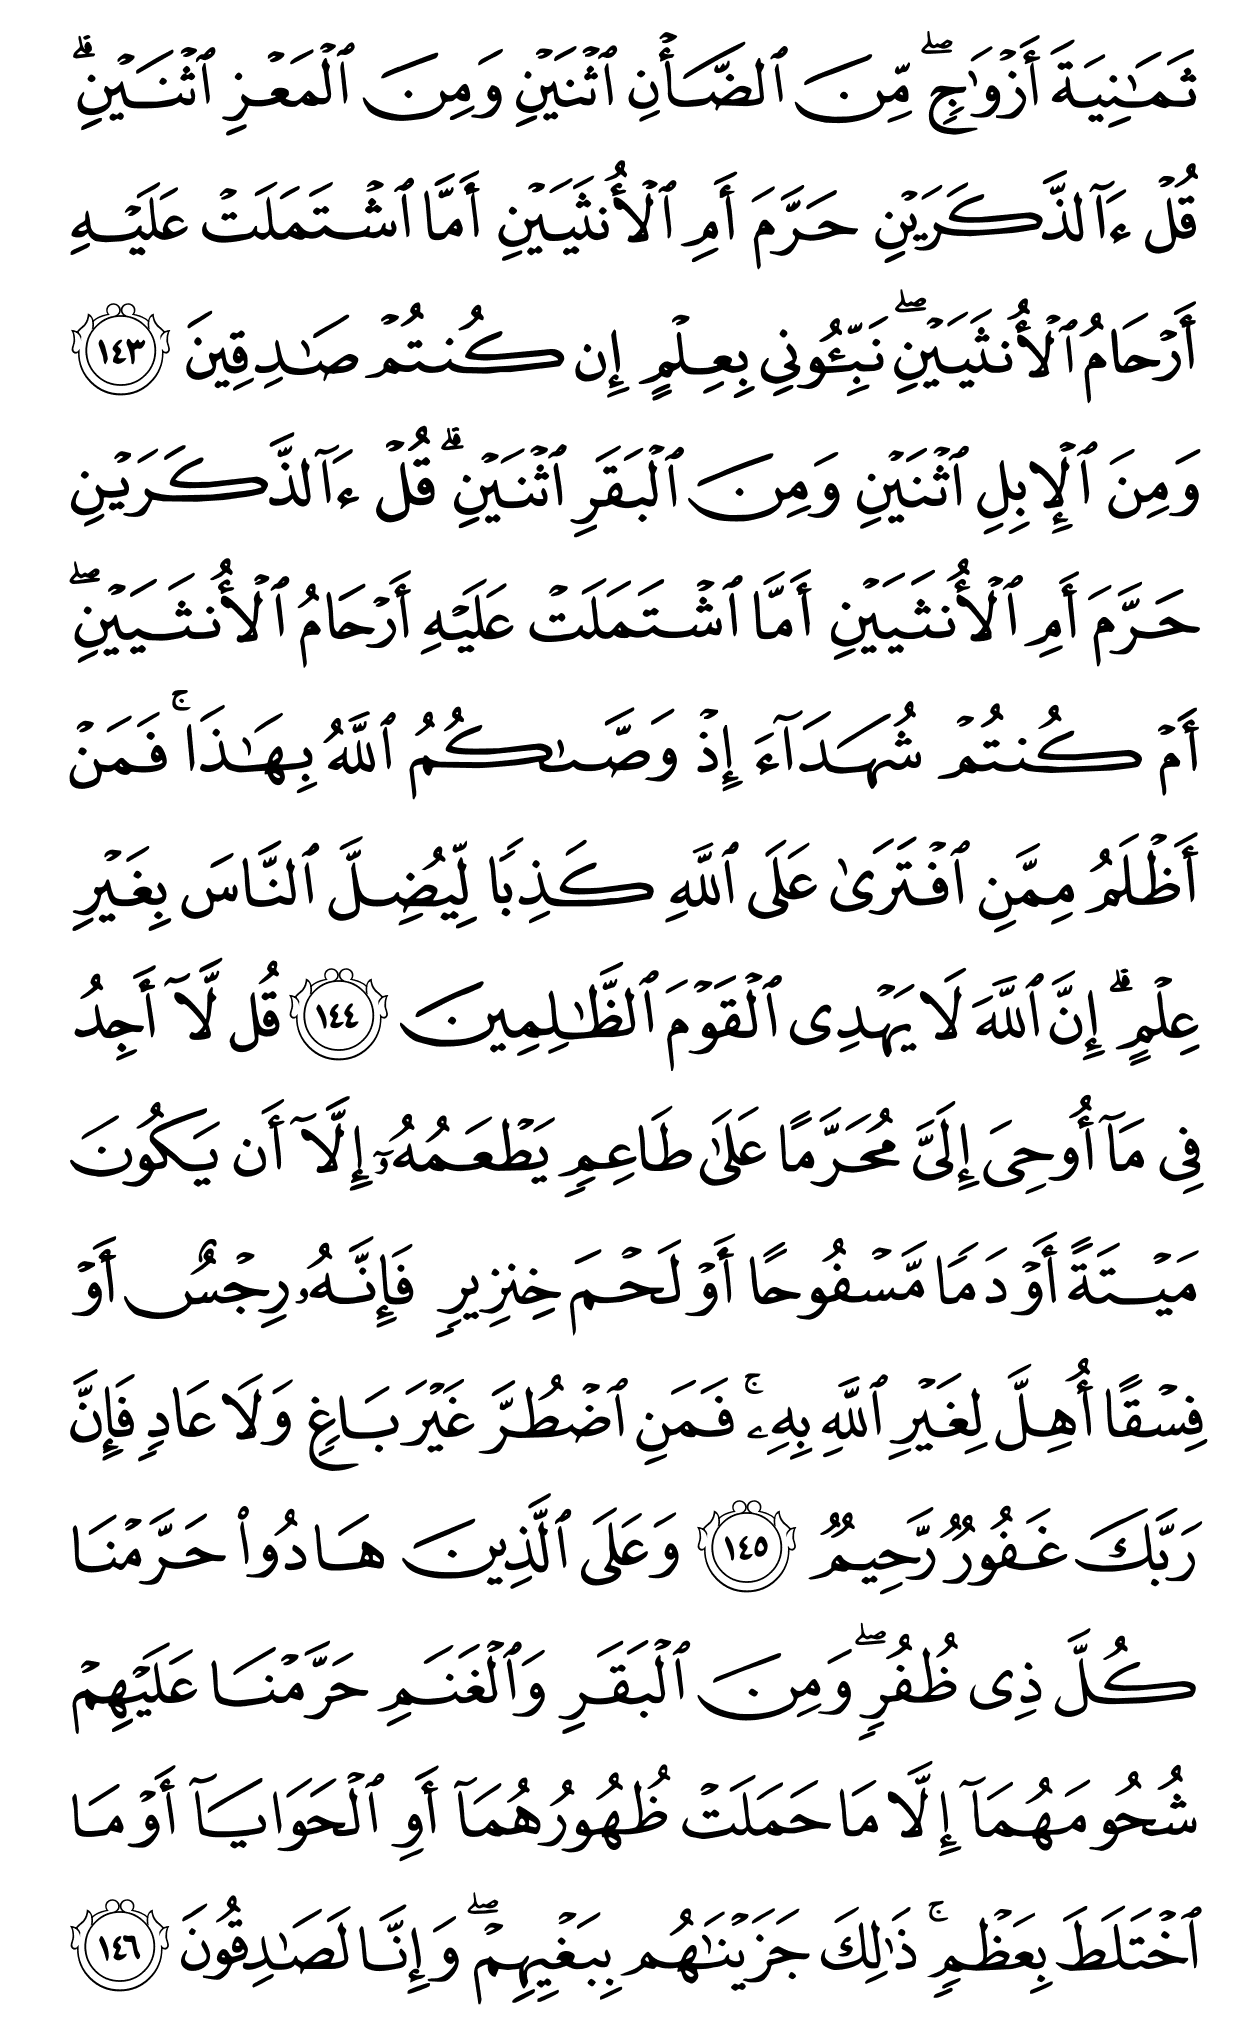 ثَمَٰنِيَةَ أَزۡوَٰجٖۖ مِّنَ ٱلضَّأۡنِ ٱثۡنَيۡنِ وَمِنَ ٱلۡمَعۡزِ ٱثۡنَيۡنِۗ
قُلۡ ءَآلذَّكَرَيۡنِ حَرَّمَ أَمِ ٱلۡأُنثَيَيۡنِ أَمَّا ٱشۡتَمَلَتۡ عَلَيۡهِ
أَرۡحَامُ ٱلۡأُنثَيَيۡنِۖ نَبِّـُٔونِي بِعِلۡمٍ إِن كُنتُمۡ صَٰدِقِينَ ١٤٣
وَمِنَ ٱلۡإِبِلِ ٱثۡنَيۡنِ وَمِنَ ٱلۡبَقَرِ ٱثۡنَيۡنِۗ قُلۡ ءَآلذَّكَرَيۡنِ
حَرَّمَ أَمِ ٱلۡأُنثَيَيۡنِ أَمَّا ٱشۡتَمَلَتۡ عَلَيۡهِ أَرۡحَامُ ٱلۡأُنثَيَيۡنِۖ
أَمۡ كُنتُمۡ شُهَدَآءَ إِذۡ وَصَّىٰكُمُ ٱللَّهُ بِهَٰذَاۚ فَمَنۡ
أَظۡلَمُ مِمَّنِ ٱفۡتَرَىٰ عَلَى ٱللَّهِ كَذِبٗا لِّيُضِلَّ ٱلنَّاسَ بِغَيۡرِ
عِلۡمٍۗ إِنَّ ٱللَّهَ لَا يَهۡدِي ٱلۡقَوۡمَ ٱلظَّٰلِمِينَ ١٤٤ قُل لَّآ أَجِدُ
فِي مَآ أُوحِيَ إِلَيَّ مُحَرَّمًا عَلَىٰ طَاعِمٖ يَطۡعَمُهُۥٓ إِلَّآ أَن يَكُونَ
مَيۡتَةً أَوۡ دَمٗا مَّسۡفُوحًا أَوۡ لَحۡمَ خِنزِيرٖ فَإِنَّهُۥ رِجۡسٌ أَوۡ
فِسۡقًا أُهِلَّ لِغَيۡرِ ٱللَّهِ بِهِۦۚ فَمَنِ ٱضۡطُرَّ غَيۡرَ بَاغٖ وَلَا عَادٖ فَإِنَّ
رَبَّكَ غَفُورٞ رَّحِيمٞ ١٤٥ وَعَلَى ٱلَّذِينَ هَادُواْ حَرَّمۡنَا
كُلَّ ذِي ظُفُرٖۖ وَمِنَ ٱلۡبَقَرِ وَٱلۡغَنَمِ حَرَّمۡنَا عَلَيۡهِمۡ
شُحُومَهُمَآ إِلَّا مَا حَمَلَتۡ ظُهُورُهُمَآ أَوِ ٱلۡحَوَايَآ أَوۡ مَا
ٱخۡتَلَطَ بِعَظۡمٖۚ ذَٰلِكَ جَزَيۡنَٰهُم بِبَغۡيِهِمۡۖ وَإِنَّا لَصَٰدِقُونَ ١٤٦